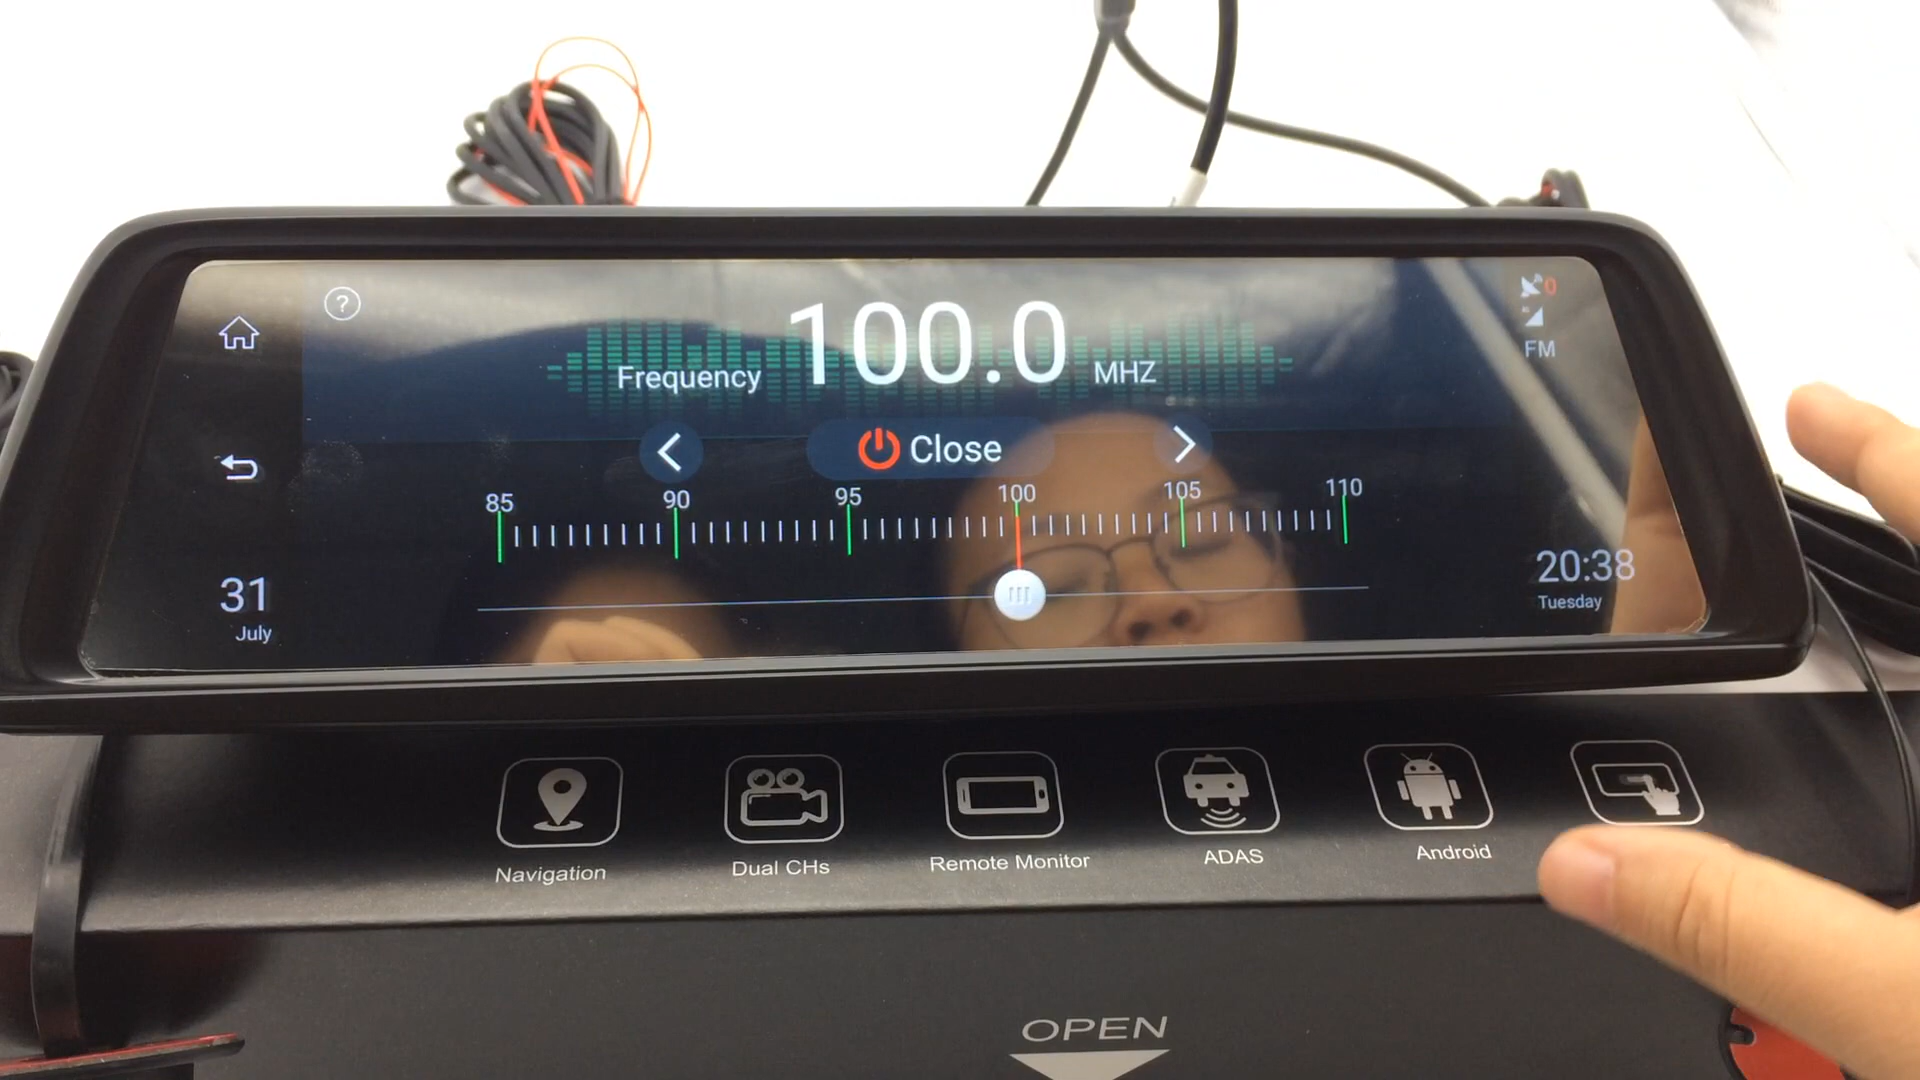 ?
100.0
0
Frequency
MHZ
FM
Close
85 90 95 100 105 110
31
July
20:38
Tuesday
Navigation
Dual CHs
Remote Monitor
ADAS
Android
OPEN